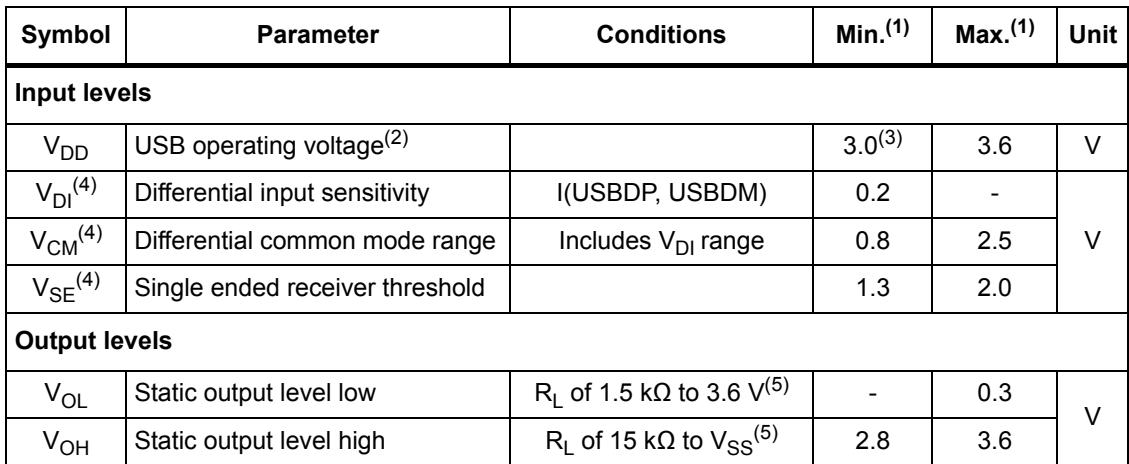 Symbol Parameter Conditions Min.(1) Max.(1) Unit
Input levels
VDD USB operating voltage(2) 3.0(3) 3.6 V
VDI(4) Differential input sensitivity I(USBDP, USBDM) 0.2 -
VCM(4) Differential common mode range Includes VDI range 0.8 2.5 V
VSE(4) Single ended receiver threshold 1.3 2.0
Output levels
VOL Static output level low RL of 1.5 kΩ to 3.6 V(5) - 0.3
V
VOH Static output level high RL of 15 kΩ to VSS(5) 2.8 3.6